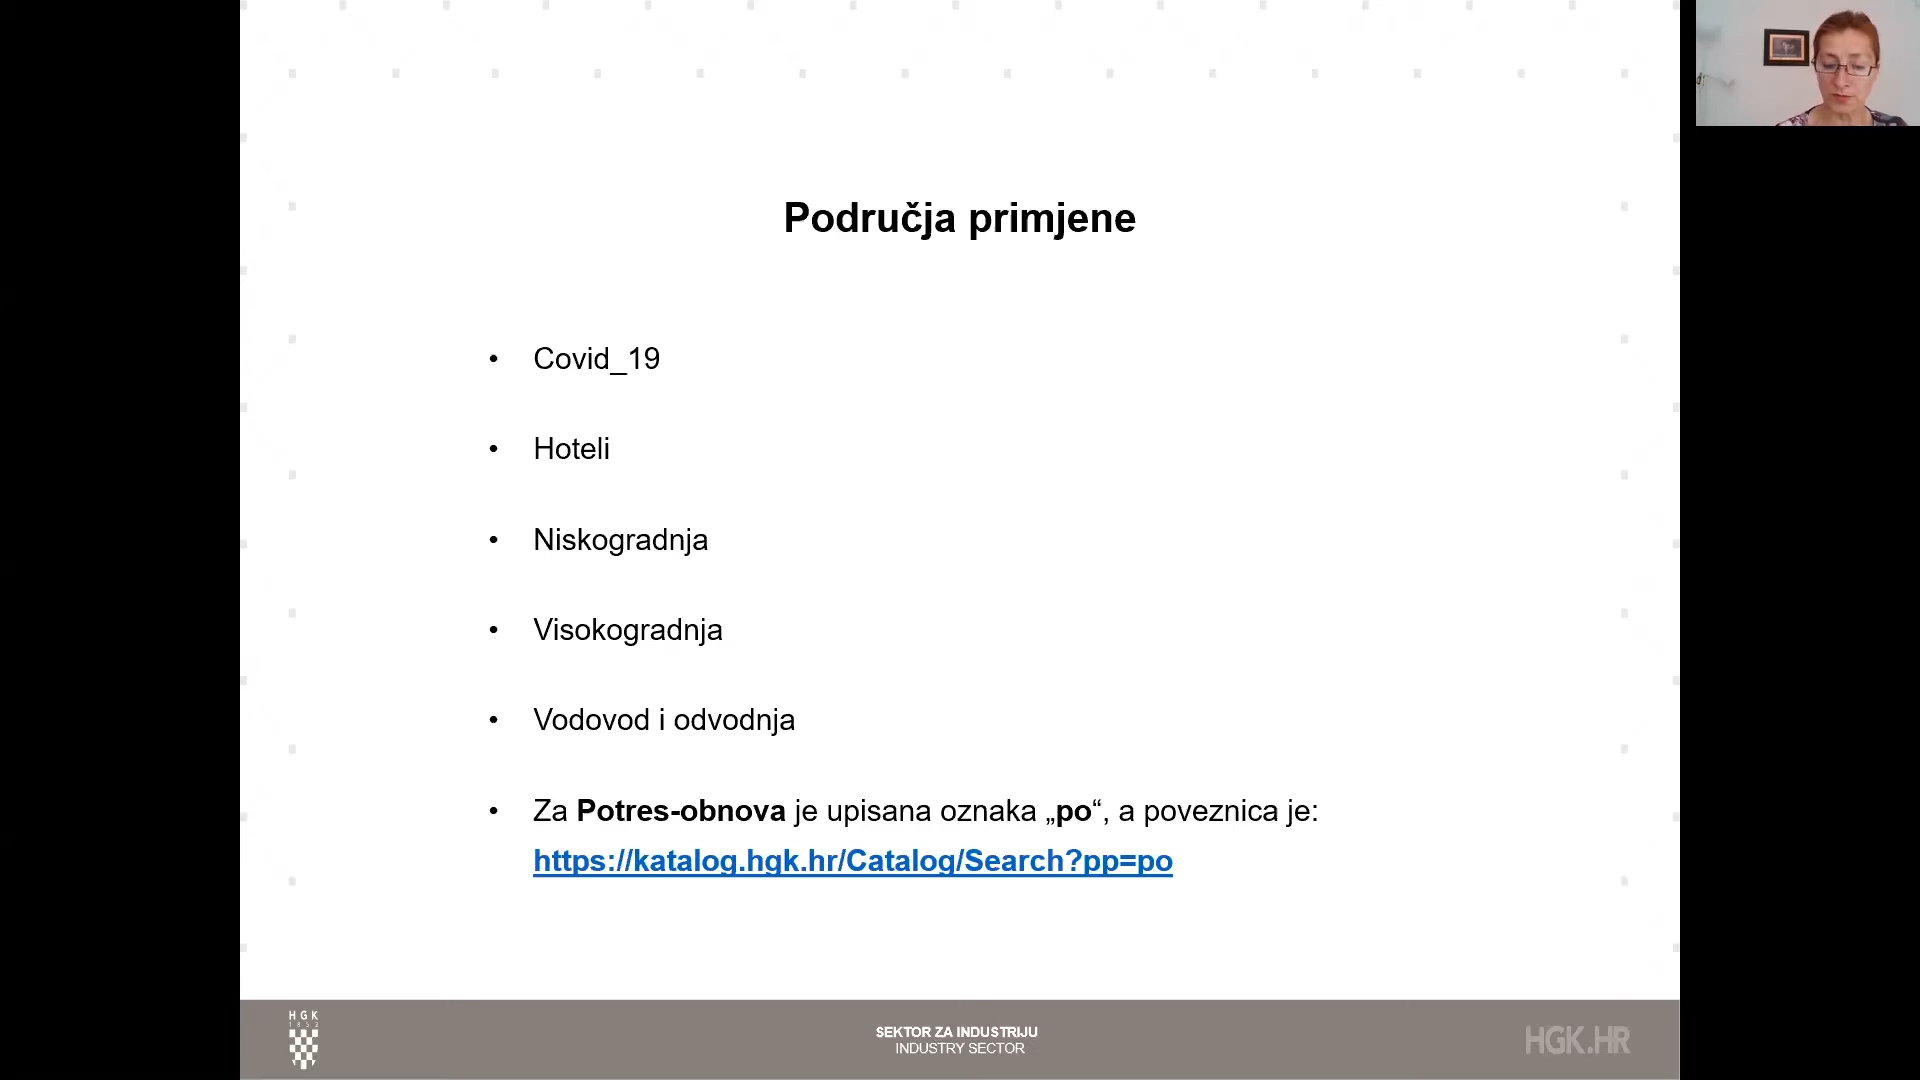 Područja primjene
• Covid_19
• Hoteli
• Niskogradnja
• Visokogradnja
• Vodovod i odvodnja
• Za Potres-obnova je upisana oznaka „po“, a poveznica je:
https://katalog.hgk.hr/Catalog/Search?pp=po
HGK
1852
SEKTOR ZA INDUSTRIJU
INDUSTRY SECTOR
HGK.HR